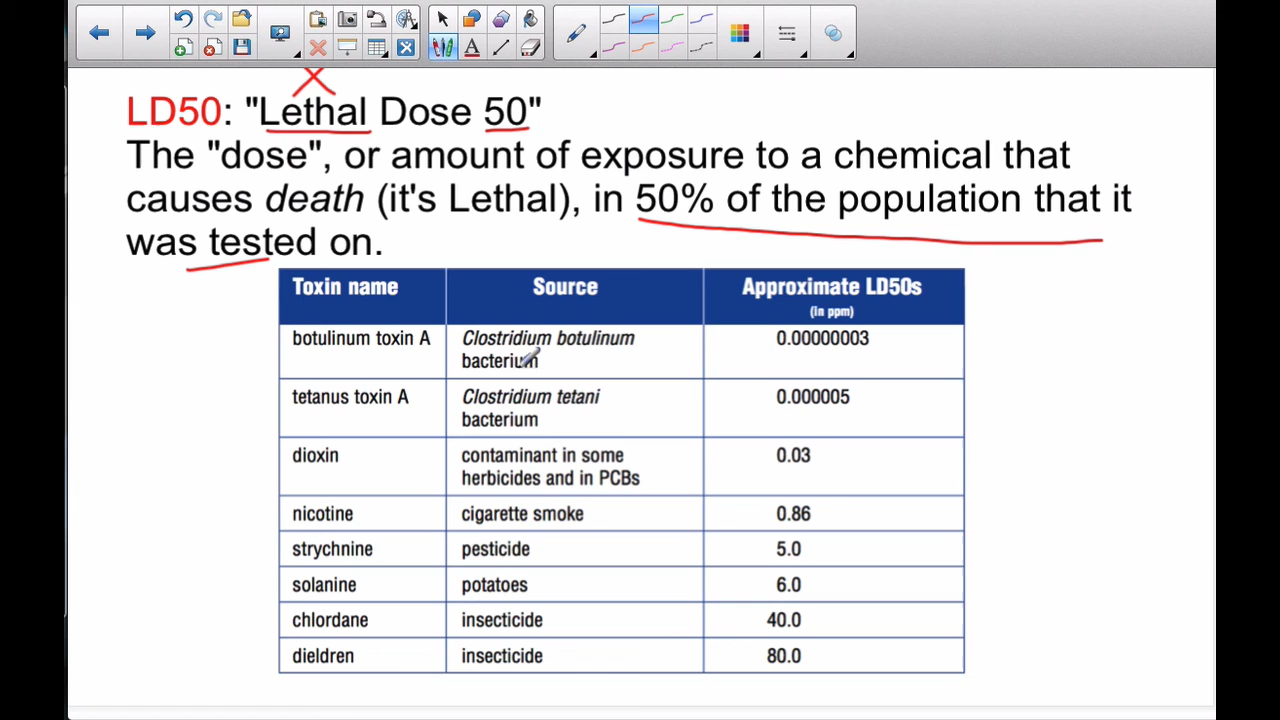 LD50: "Lethal Dose 50"
The "dose", or amount of exposure to a chemical that
causes death (it's Lethal), in 50% of the population that it
was tested on.
Toxin name Source Approximate LD50s
(in ppm)
botulinum toxin A Clostridium botulinum 0.00000003
bacterium
tetanus toxin A Clostridium tetani 0.000005
bacterium
dioxin contaminant in some 0.03
herbicides and in PCBs
nicotine cigarette smoke 0.86
strychnine pesticide 5.0
solanine potatoes 6.0
chlordane insecticide 40.0
dieldren insecticide 80.0